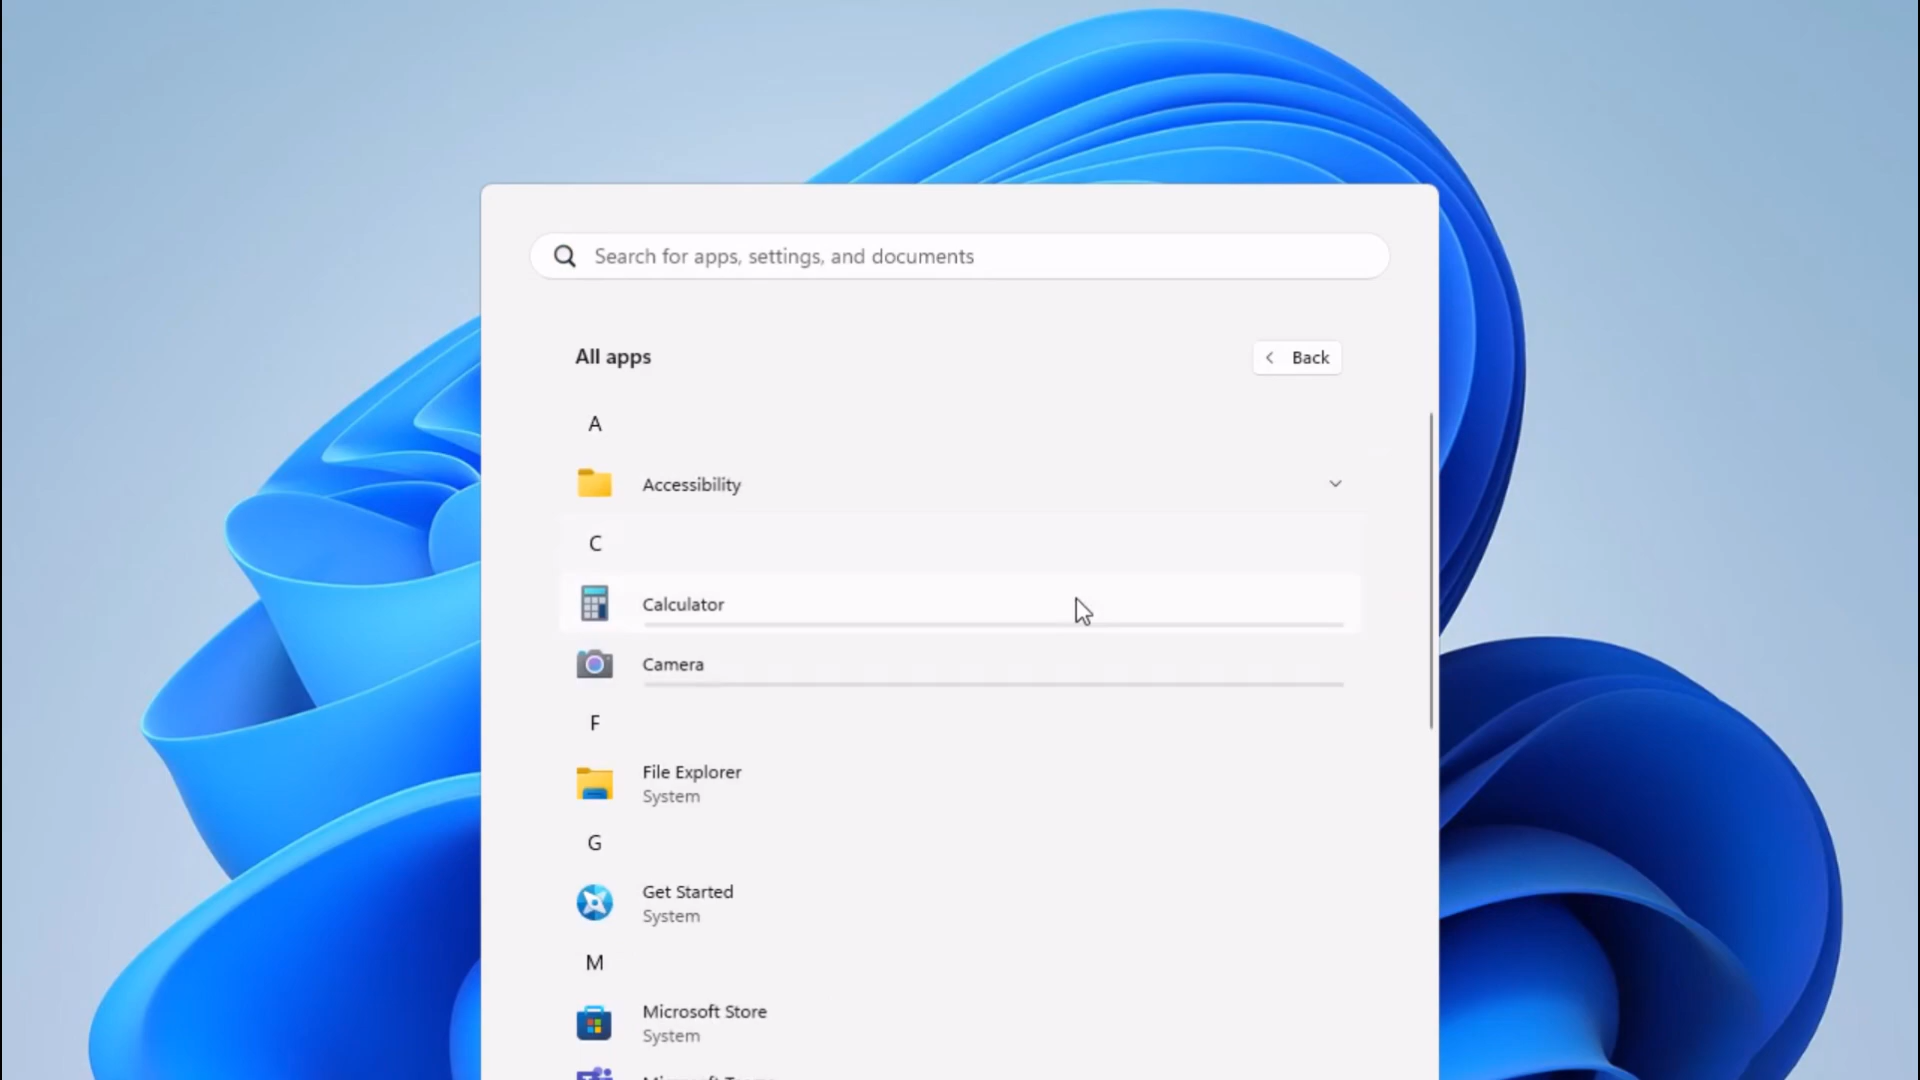 Search for apps, settings, and documents
All apps
Back
A
Accessibility
C
Calculator
Camera
F
File Explorer
System
G
Get Started
System
M
Microsoft Store
System